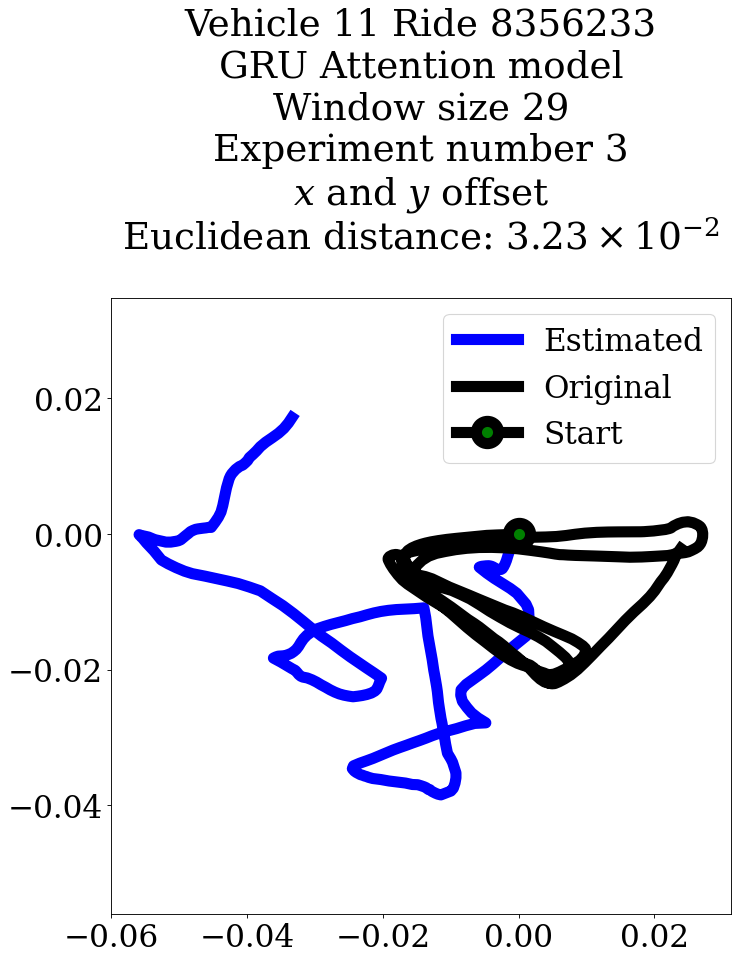 Vehicle 11 Ride 8356233
GRU Attention model
Window size 29
Experiment number 3
x and y offset
Euclidean distance: 3.23 × 10⁻²
Estimated
Original
Start
0.02
0.00
−0.02
−0.04
−0.06
−0.04
−0.02
0.00
0.02